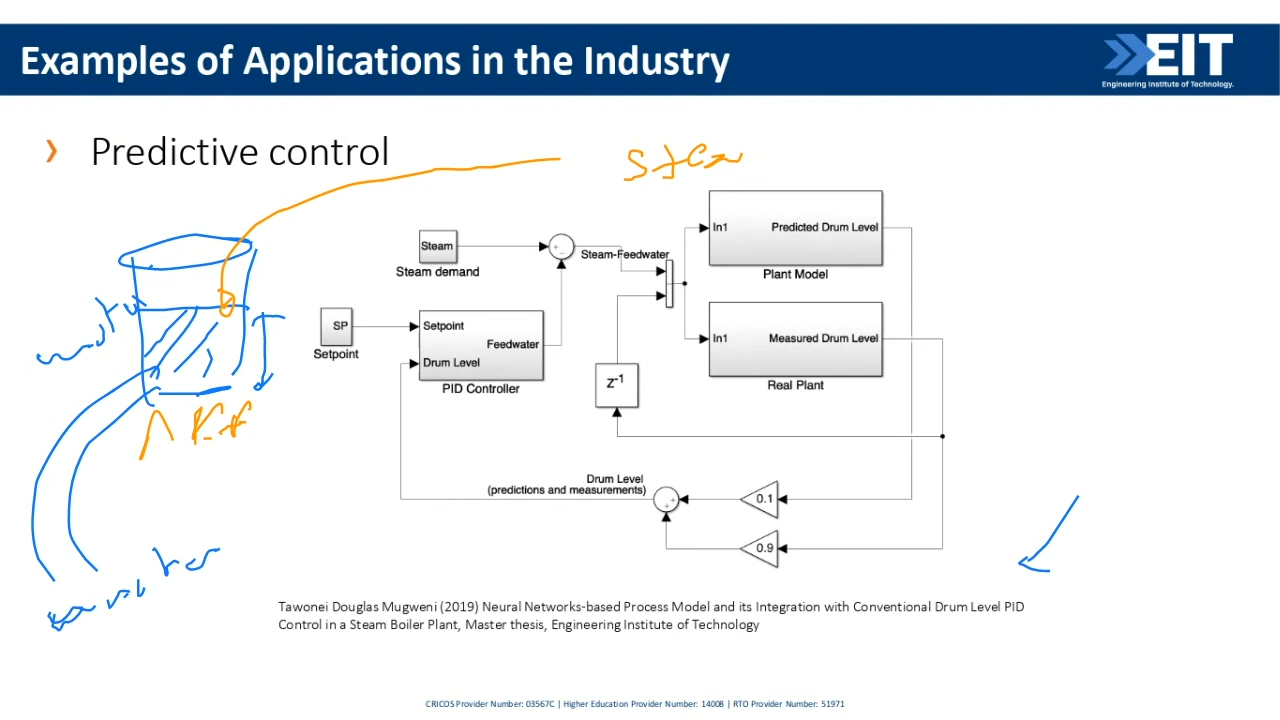 Examples of Applications in the Industry
EIT
Engineering Institute of Technology.
› Predictive control
Steam
Steam demand
Steam-Feedwater
In1 Predicted Drum Level
Plant Model
SP
Setpoint
Setpoint
Feedwater
Drum Level
PID Controller
In1 Measured Drum Level
Real Plant
Z-1
Drum Level
(predictions and measurements)
0.1
0.9
Tawonei Douglas Mugweni (2019) Neural Networks-based Process Model and its Integration with Conventional Drum Level PID
Control in a Steam Boiler Plant, Master thesis, Engineering Institute of Technology
CRICOS Provider Number: 03567C | Higher Education Provider Number: 14008 | RTO Provider Number: 51971